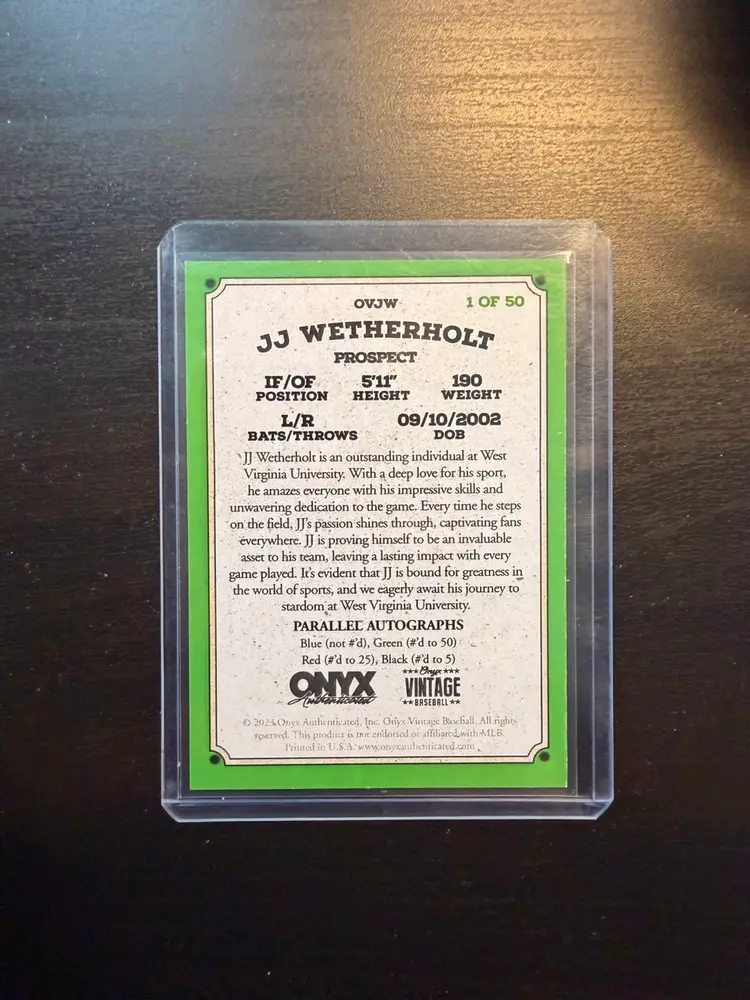 OVJW 1 OF 50
JJ WETHERHOLT
PROSPECT
IF/OF 5'11" 190
POSITION HEIGHT WEIGHT
L/R 09/10/2002
BATS/THROWS DOB
JJ Wetherholt is an outstanding individual at West
Virginia University. With a deep love for his sport,
he amazes everyone with his impressive skills and
unwavering dedication to the game. Every time he steps
on the field, JJ's passion shines through, captivating fans
everywhere. JJ is proving himself to be an invaluable
asset to his team, leaving a lasting impact with every
game played. It's evident that JJ is bound for greatness in
the world of sports, and we eagerly await his journey to
stardom at West Virginia University.
PARALLEL AUTOGRAPHS
Blue (not #'d), Green (#'d to 50)
Red (#'d to 25), Black (#'d to 5)
ONYX
Authenticated
Onyx
VINTAGE
BASEBALL
© 2023 Onyx Authenticated, Inc. Onyx Vintage Baseball. All rights
reserved. This product is not endorsed or affiliated with MLB.
Printed in U.S.A. www.onyxauthenticated.com